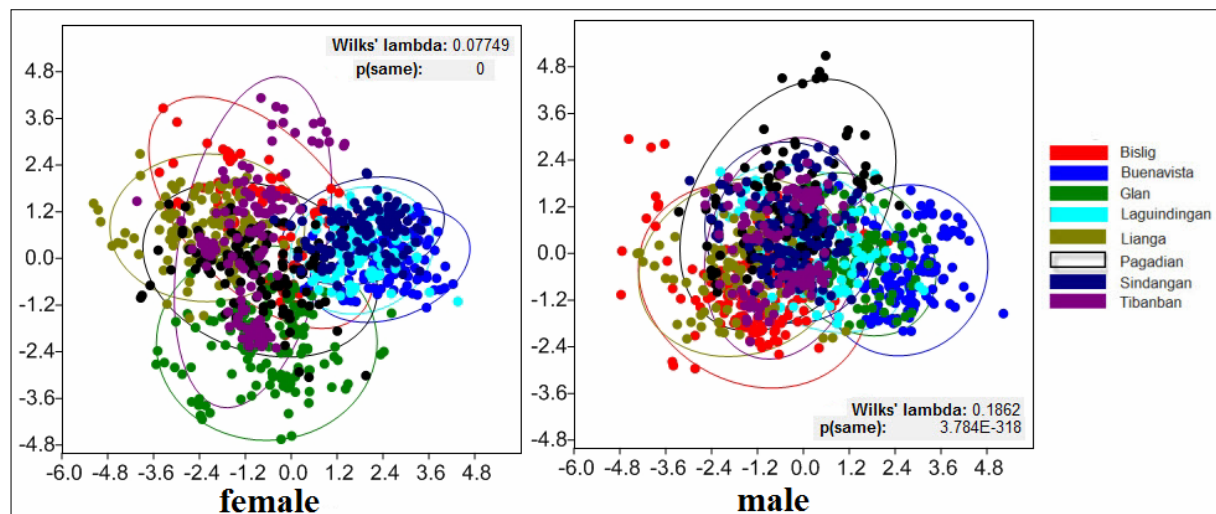 Wilks' lambda: 0.07749
p(same): 0
4.8
3.6
2.4
1.2
0.0
-1.2
-2.4
-3.6
-4.8
-6.0 -4.8 -3.6 -2.4 -1.2 0.0 1.2 2.4 3.6 4.8
female
4.8
3.6
2.4
1.2
0.0
-1.2
-2.4
-3.6
-4.8
Wilks' lambda: 0.1862
p(same): 3.784E-318
-6.0 -4.8 -3.6 -2.4 -1.2 0.0 1.2 2.4 3.6 4.8
male
Bislig
Buenavista
Glan
Laguindingan
Lianga
Pagadian
Sindangan
Tibanban